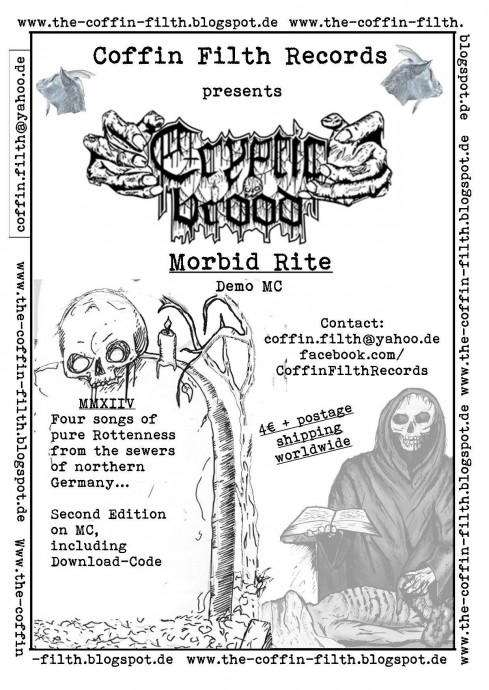 www.the-coffin-filth.blogspot.de www.the-coffin-filth.
blogspot.de www.the-coffin-filth.blogspot.de www.the-coffin-filth.blogspot.de
coffin.filth@yahoo.de
Coffin Filth Records
presents
Cryptic
brood
Morbid Rite
Demo MC
Contact:
coffin.filth@yahoo.de
facebook.com/
CoffinFilthRecords
MMXIIV
Four songs of
pure Rottenness
from the sewers
of northern
Germany...
Second Edition
on MC,
including
Download-Code
4€ + postage
shipping
worldwide
www.the-coffin-filth.blogspot.de www.the-coffin
-filth.blogspot.de www.the-coffin-filth.blogspot.de